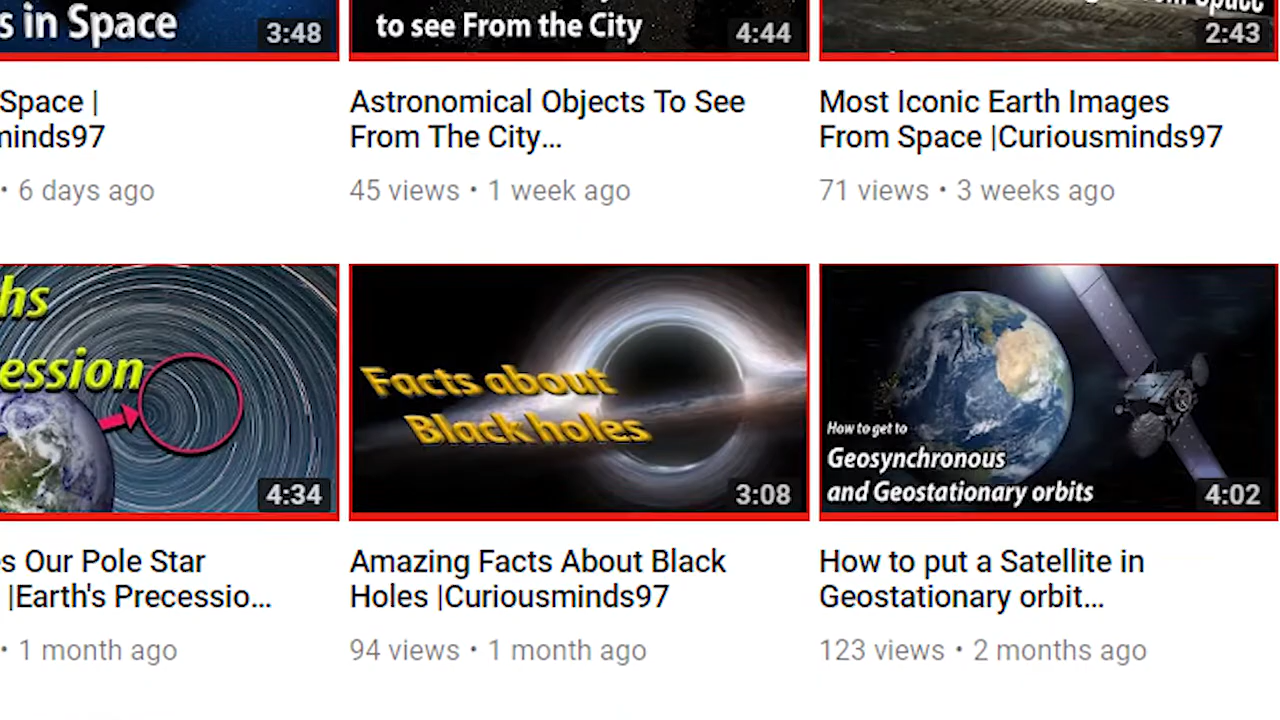 s in Space
3:48
to see From the City
4:44
2:43
Space |
minds97
• 6 days ago
Astronomical Objects To See
From The City...
45 views • 1 week ago
Most Iconic Earth Images
From Space |Curiousminds97
71 views • 3 weeks ago
hs
ession
4:34
Facts about
Black holes
3:08
How to get to
Geosynchronous
and Geostationary orbits
4:02
s Our Pole Star
|Earth's Precessio...
• 1 month ago
Amazing Facts About Black
Holes |Curiousminds97
94 views • 1 month ago
How to put a Satellite in
Geostationary orbit...
123 views • 2 months ago